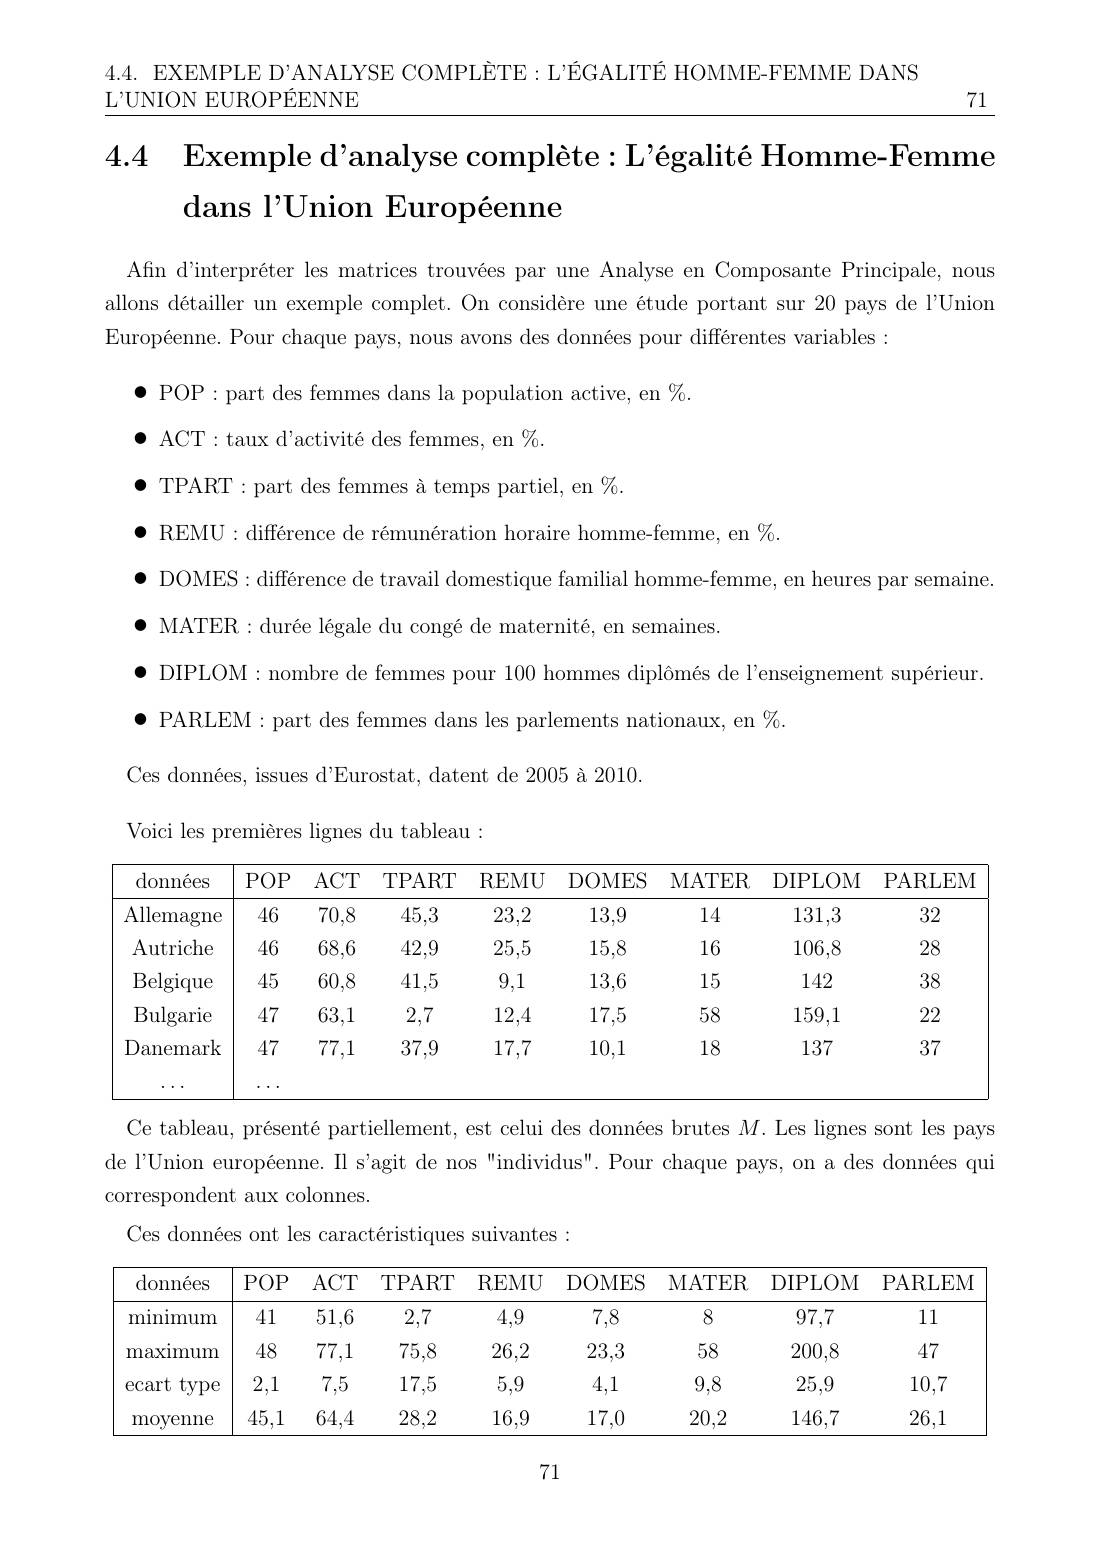 4.4. EXEMPLE D'ANALYSE COMPLÈTE : L'ÉGALITÉ HOMME-FEMME DANS
L'UNION EUROPÉENNE 71
4.4 Exemple d'analyse complète : L'égalité Homme-Femme
dans l'Union Européenne
Afin d'interpréter les matrices trouvées par une Analyse en Composante Principale, nous
allons détailler un exemple complet. On considère une étude portant sur 20 pays de l'Union
Européenne. Pour chaque pays, nous avons des données pour différentes variables :
● POP : part des femmes dans la population active, en %.
● ACT : taux d'activité des femmes, en %.
● TPART : part des femmes à temps partiel, en %.
● REMU : différence de rémunération horaire homme-femme, en %.
● DOMES : différence de travail domestique familial homme-femme, en heures par semaine.
● MATER : durée légale du congé de maternité, en semaines.
● DIPLOM : nombre de femmes pour 100 hommes diplômés de l'enseignement supérieur.
● PARLEM : part des femmes dans les parlements nationaux, en %.
Ces données, issues d'Eurostat, datent de 2005 à 2010.
Voici les premières lignes du tableau :
données POP ACT TPART REMU DOMES MATER DIPLOM PARLEM
Allemagne 46 70,8 45,3 23,2 13,9 14 131,3 32
Autriche 46 68,6 42,9 25,5 15,8 16 106,8 28
Belgique 45 60,8 41,5 9,1 13,6 15 142 38
Bulgarie 47 63,1 2,7 12,4 17,5 58 159,1 22
Danemark 47 77,1 37,9 17,7 10,1 18 137 37
... ...
Ce tableau, présenté partiellement, est celui des données brutes M. Les lignes sont les pays
de l'Union européenne. Il s'agit de nos "individus". Pour chaque pays, on a des données qui
correspondent aux colonnes.
Ces données ont les caractéristiques suivantes :
données POP ACT TPART REMU DOMES MATER DIPLOM PARLEM
minimum 41 51,6 2,7 4,9 7,8 8 97,7 11
maximum 48 77,1 75,8 26,2 23,3 58 200,8 47
ecart type 2,1 7,5 17,5 5,9 4,1 9,8 25,9 10,7
moyenne 45,1 64,4 28,2 16,9 17,0 20,2 146,7 26,1
71